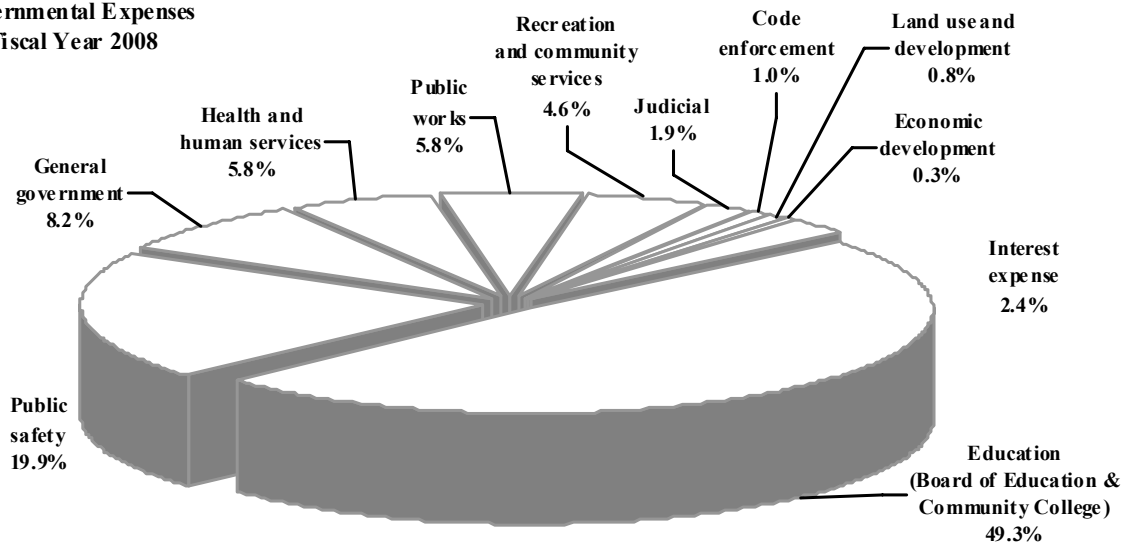 ernmental Expenses
iscal Year 2008
Recreation
and community
services
4.6%
Code
enforcement
1.0%
Land use and
development
0.8%
Public
works
5.8%
Judicial
1.9%
Economic
development
0.3%
Health and
human services
5.8%
General
government
8.2%
Interest
expense
2.4%
Public
safety
19.9%
Education
(Board of Education &
Community College)
49.3%